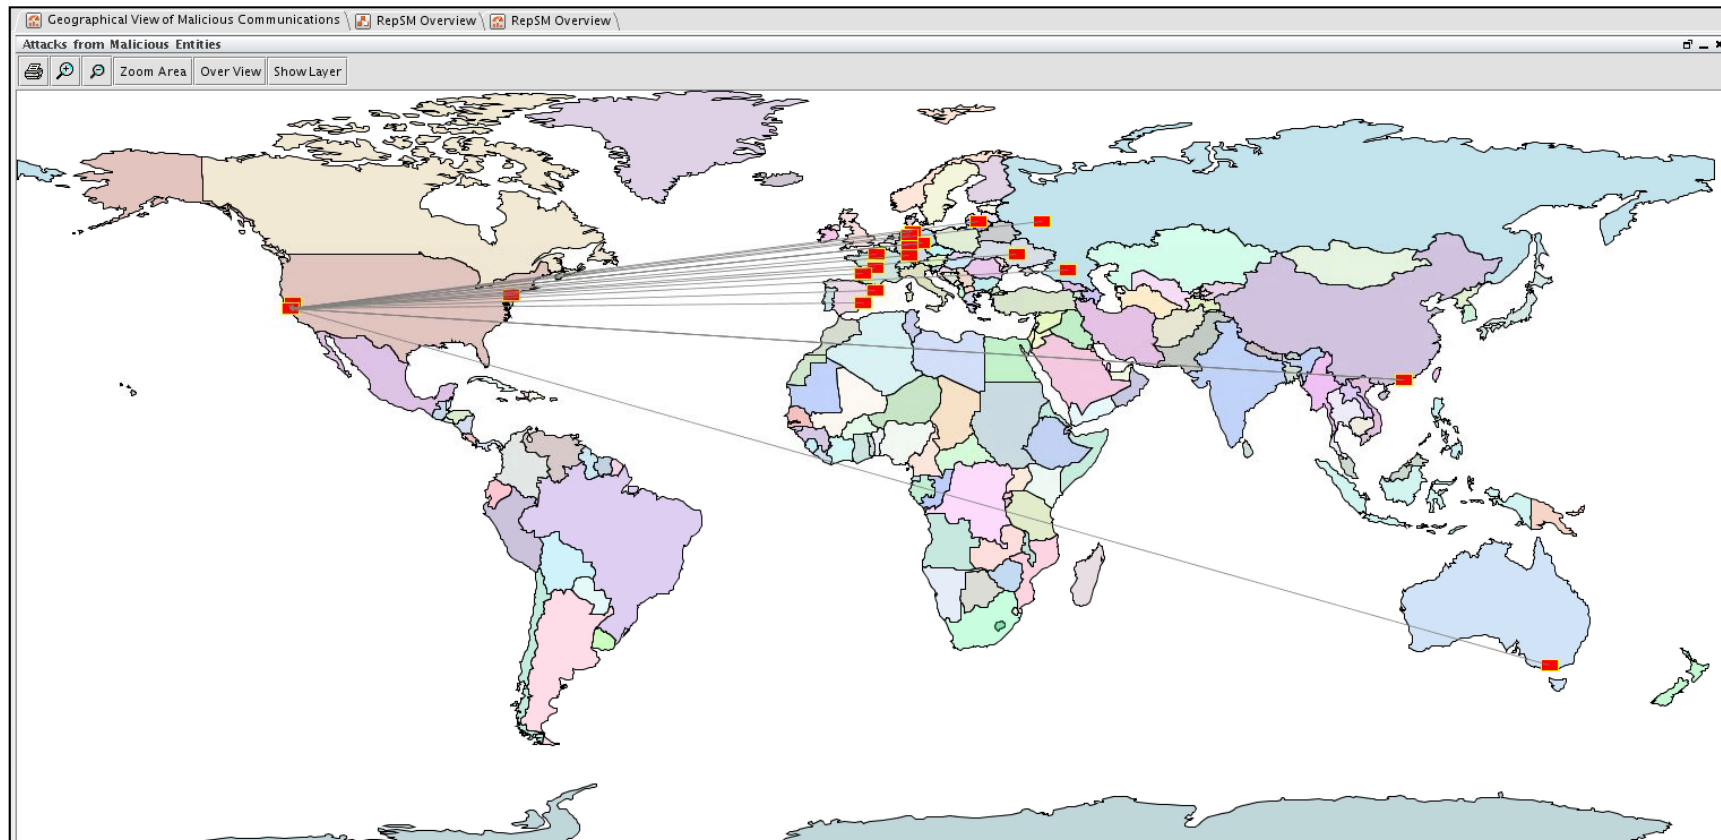 Geographical View of Malicious Communications RepSM Overview RepSM Overview
Attacks from Malicious Entities
Zoom Area Over View Show Layer